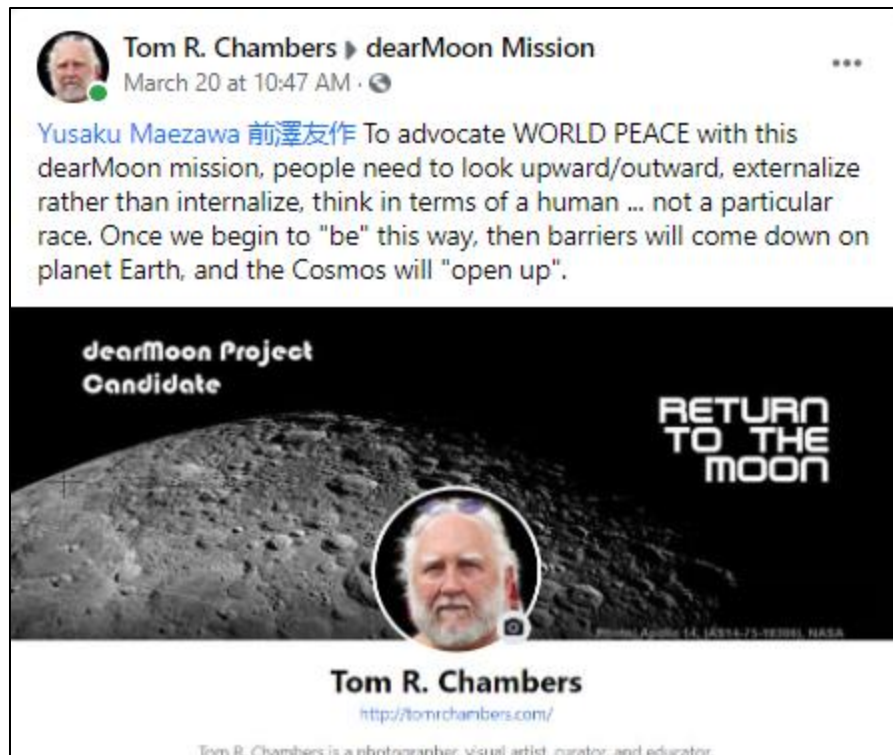 Tom R. Chambers ▸ dearMoon Mission
March 20 at 10:47 AM ·
Yusaku Maezawa 前澤友作 To advocate WORLD PEACE with this
dearMoon mission, people need to look upward/outward, externalize
rather than internalize, think in terms of a human ... not a particular
race. Once we begin to "be" this way, then barriers will come down on
planet Earth, and the Cosmos will "open up".
dearMoon Project
Candidate
RETURN
TO THE
MOON
Photo: Apollo 14, NASA
Tom R. Chambers
http://tomrchambers.com/
Tom R. Chambers is a photographer, visual artist, curator, and educator